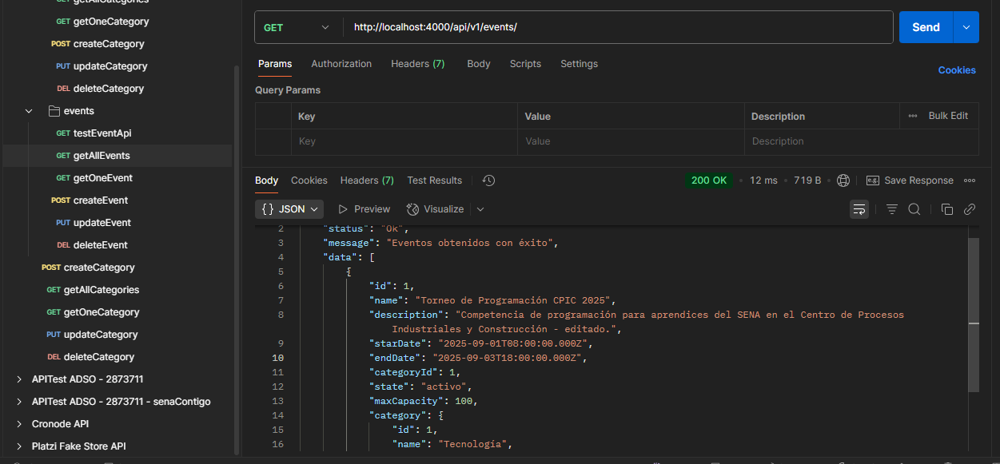 getAllCategories
GET getOneCategory
POST createCategory
PUT updateCategory
DEL deleteCategory
events
GET testEventApi
GET getAllEvents
GET getOneEvent
POST createEvent
PUT updateEvent
DEL deleteEvent
POST createCategory
GET getAllCategories
GET getOneCategory
PUT updateCategory
DEL deleteCategory
APITest ADSO - 2873711
APITest ADSO - 2873711 - senaContigo
Cronode API
Platzi Fake Store API
GET http://localhost:4000/api/v1/events/ Send
Params Authorization Headers (7) Body Scripts Settings
Cookies
Query Params
Key Value Description Bulk Edit
Key Value Description
Body Cookies Headers (7) Test Results 200 OK 12 ms 719 B e.g. Save Response
{} JSON Preview Visualize
2 "status": "Ok",
3 "message": "Eventos obtenidos con éxito",
4 "data": [
5 {
6 "id": 1,
7 "name": "Torneo de Programación CPIC 2025",
8 "description": "Competencia de programación para aprendices del SENA en el Centro de Procesos
Industriales y Construcción - editado.",
9 "starDate": "2025-09-01T08:00:00.000Z",
10 "endDate": "2025-09-03T18:00:00.000Z",
11 "categoryId": 1,
12 "state": "activo",
13 "maxCapacity": 100,
14 "category": {
15 "id": 1,
16 "name": "Tecnología",